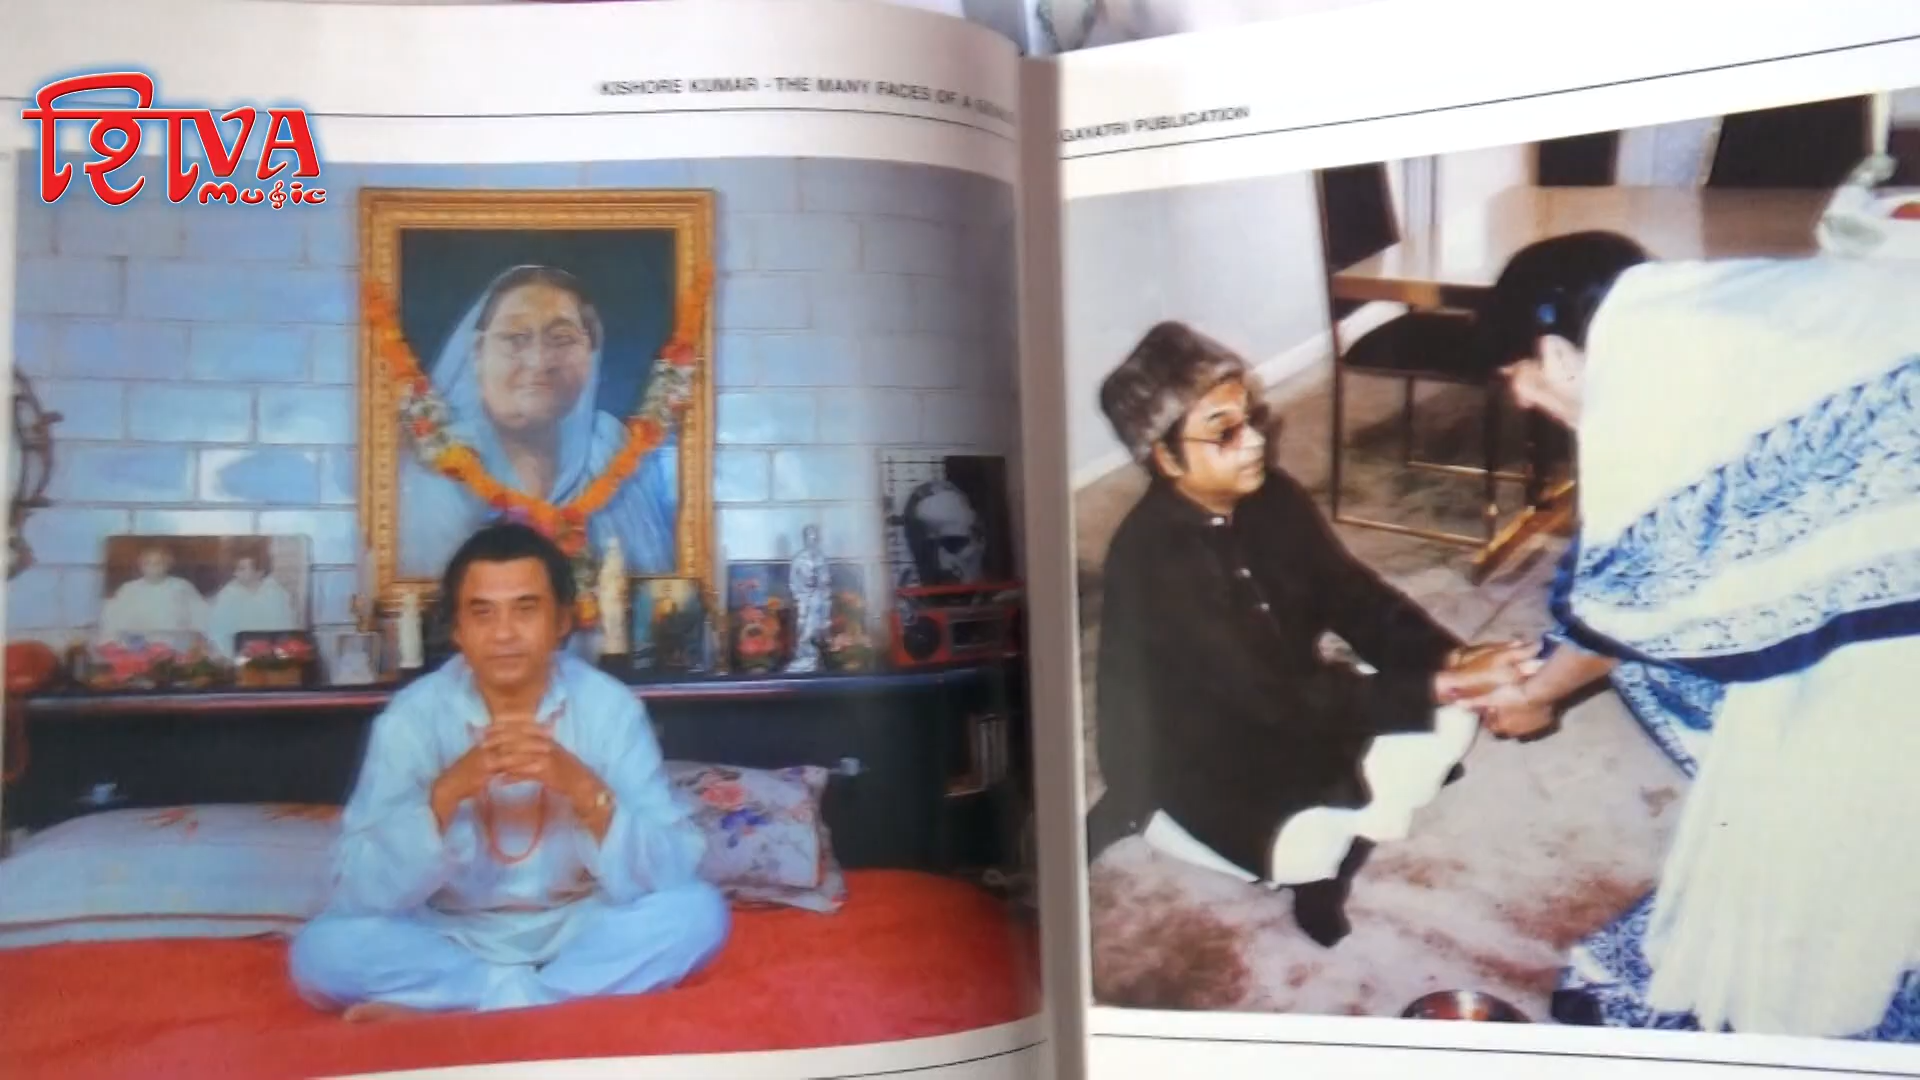 শিVA
Music
KISHORE KUMAR - THE MANY FACES OF A
GAYATRI PUBLICATION